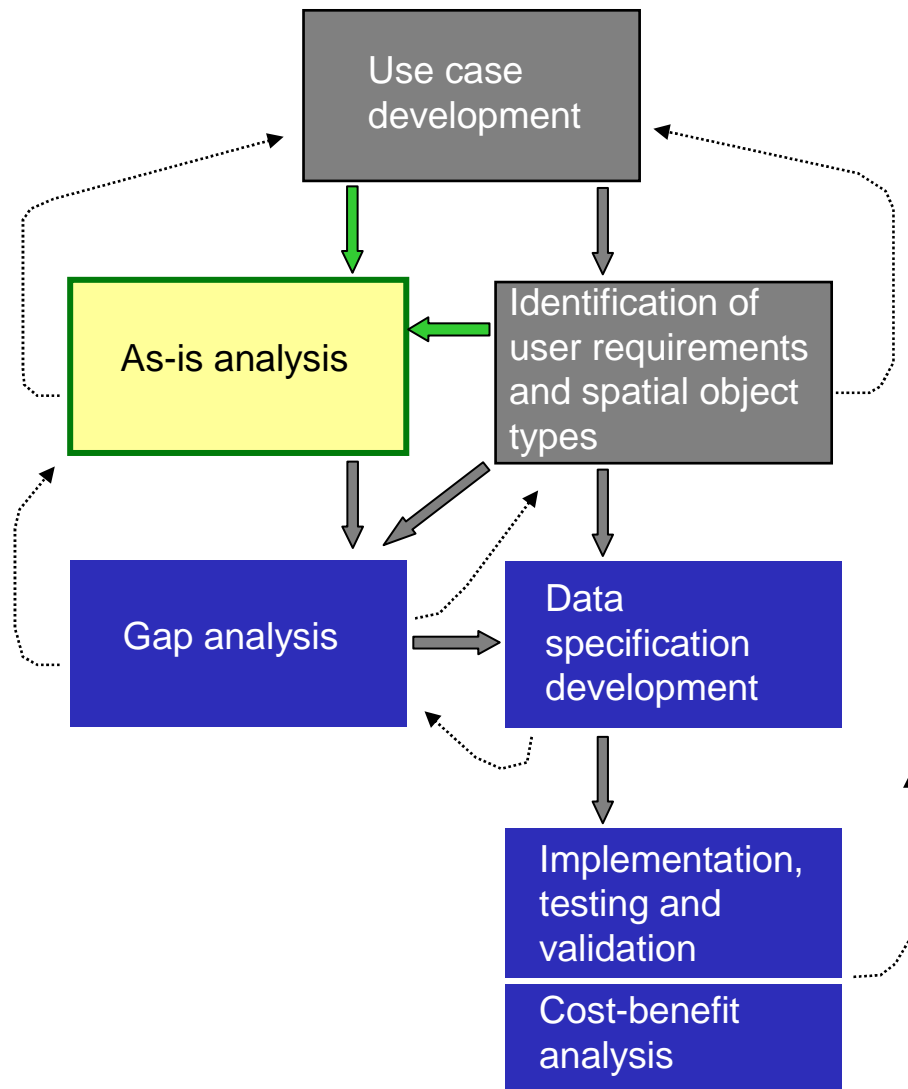 Use case
development
As-is analysis
Identification of
user requirements
and spatial object
types
Gap analysis
Data
specification
development
Implementation,
testing and
validation
Cost-benefit
analysis